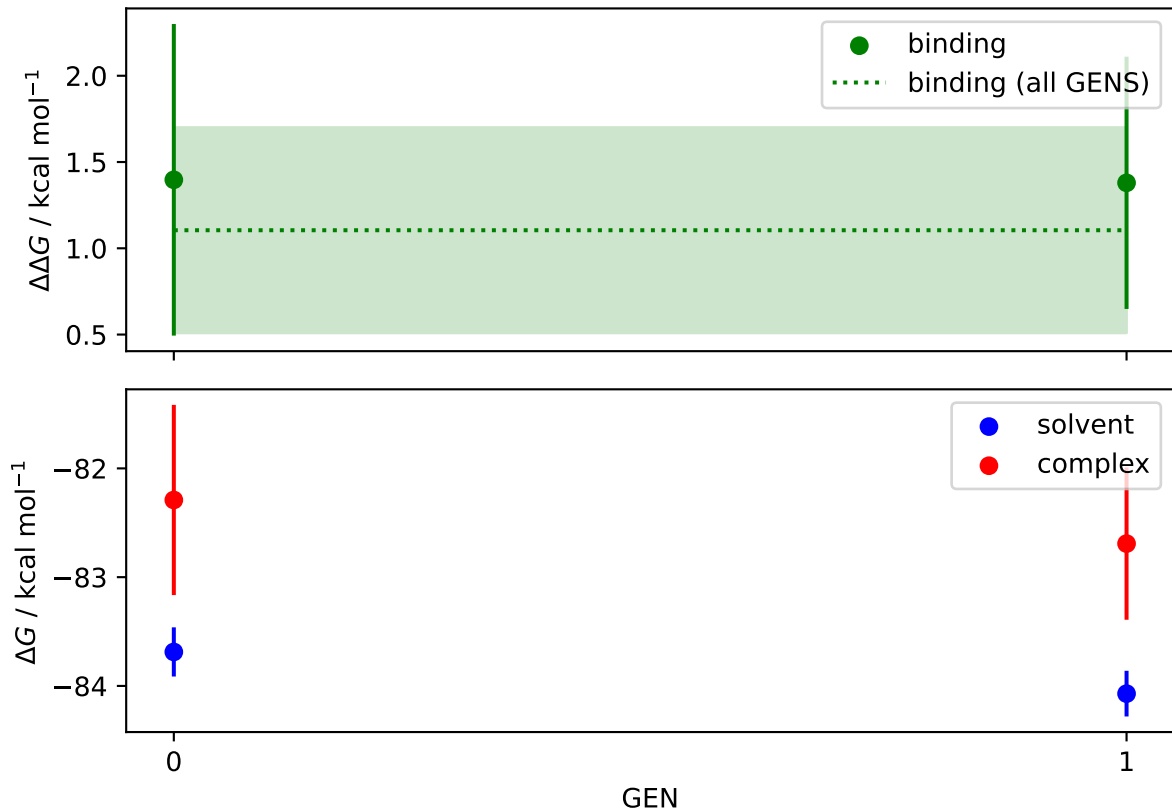 binding
binding (all GENS)
ΔΔG / kcal mol⁻¹
2.0
1.5
1.0
0.5
solvent
complex
ΔG / kcal mol⁻¹
−82
−83
−84
0
1
GEN